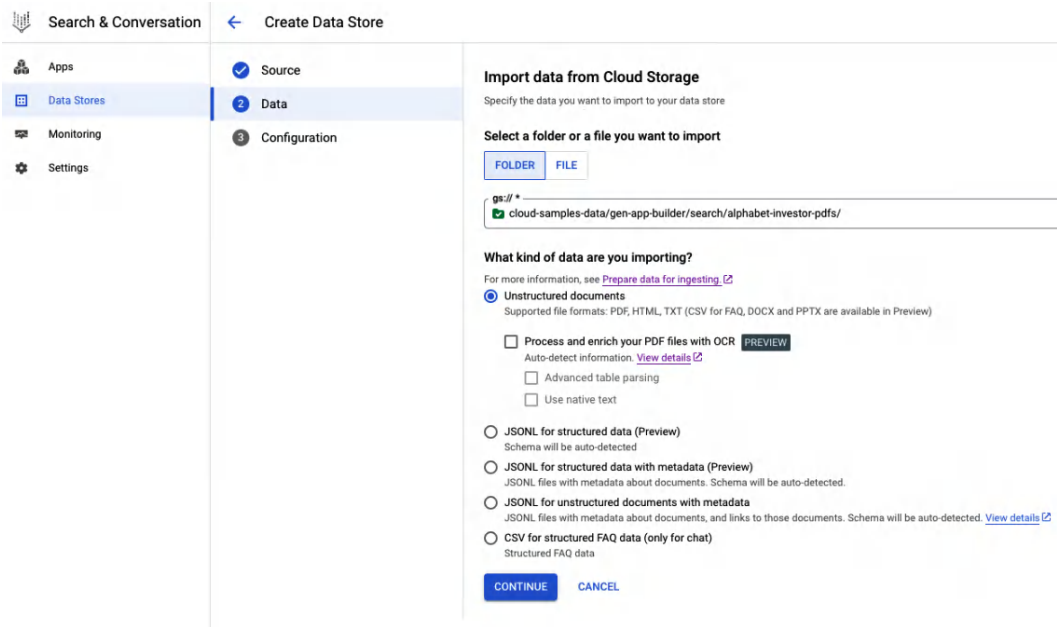 Search & Conversation
Create Data Store
Apps
Data Stores
Monitoring
Settings
Source
2 Data
3 Configuration
Import data from Cloud Storage
Specify the data you want to import to your data store
Select a folder or a file you want to import
FOLDER FILE
gs:// *
cloud-samples-data/gen-app-builder/search/alphabet-investor-pdfs/
What kind of data are you importing?
For more information, see Prepare data for ingesting.
Unstructured documents
Supported file formats: PDF, HTML, TXT (CSV for FAQ, DOCX and PPTX are available in Preview)
Process and enrich your PDF files with OCR PREVIEW
Auto-detect information. View details
Advanced table parsing
Use native text
JSONL for structured data (Preview)
Schema will be auto-detected
JSONL for structured data with metadata (Preview)
JSONL files with metadata about documents. Schema will be auto-detected.
JSONL for unstructured documents with metadata
JSONL files with metadata about documents, and links to those documents. Schema will be auto-detected. View details
CSV for structured FAQ data (only for chat)
Structured FAQ data
CONTINUE CANCEL